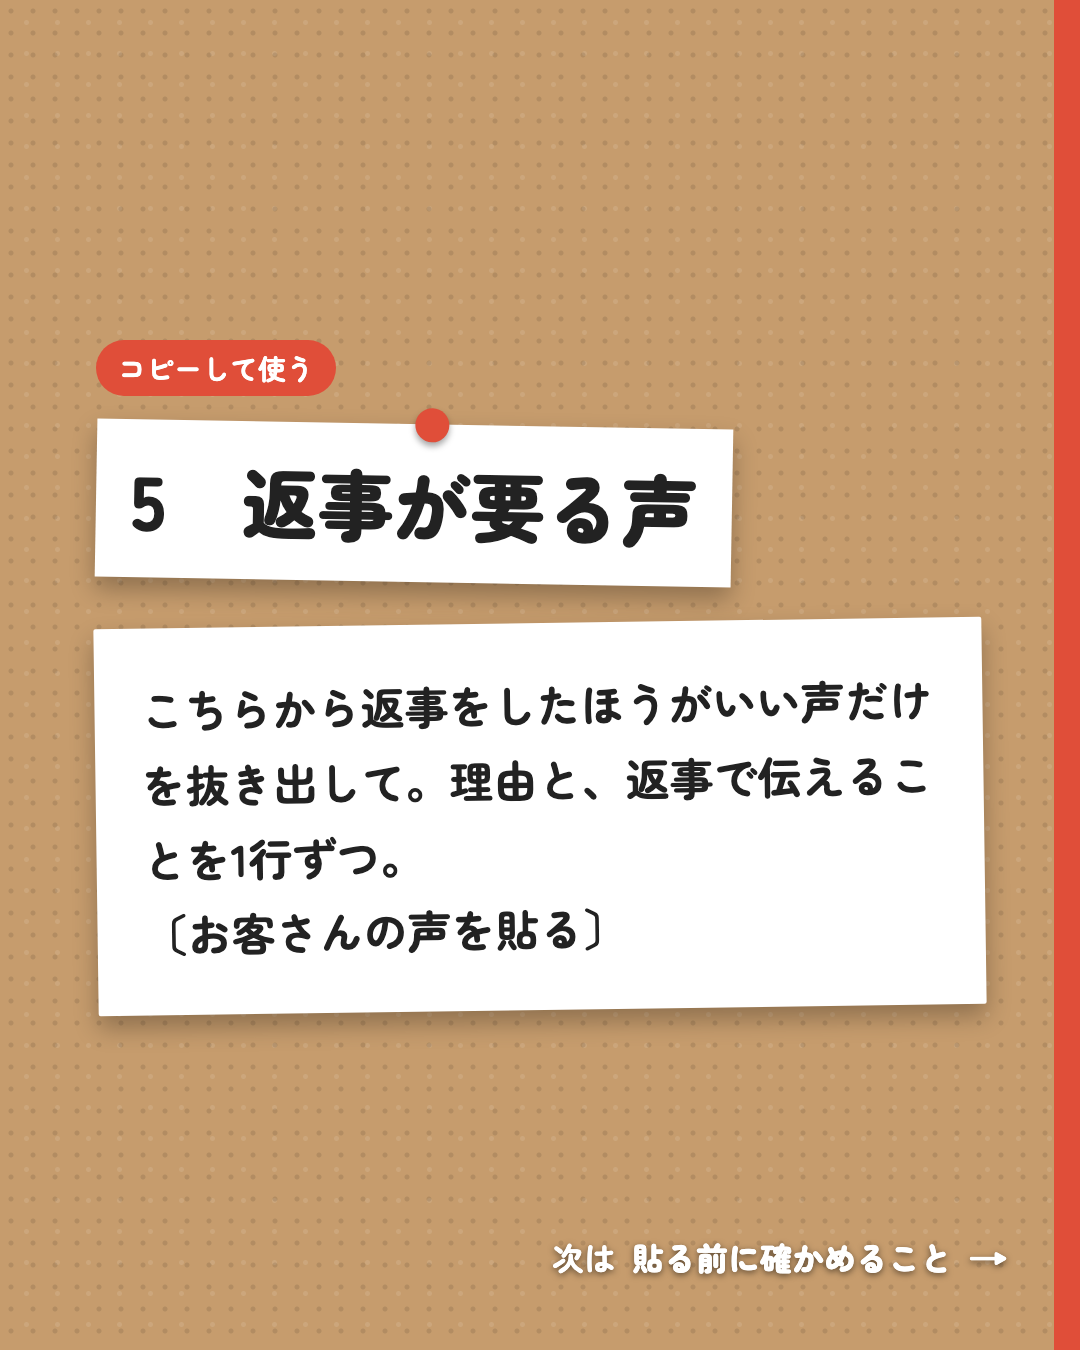 コピーして使う
5　返事が要る声
こちらから返事をしたほうがいい声だけ
を抜き出して。理由と、返事で伝えるこ
とを1行ずつ。
〔お客さんの声を貼る〕
次は 貼る前に確かめること →